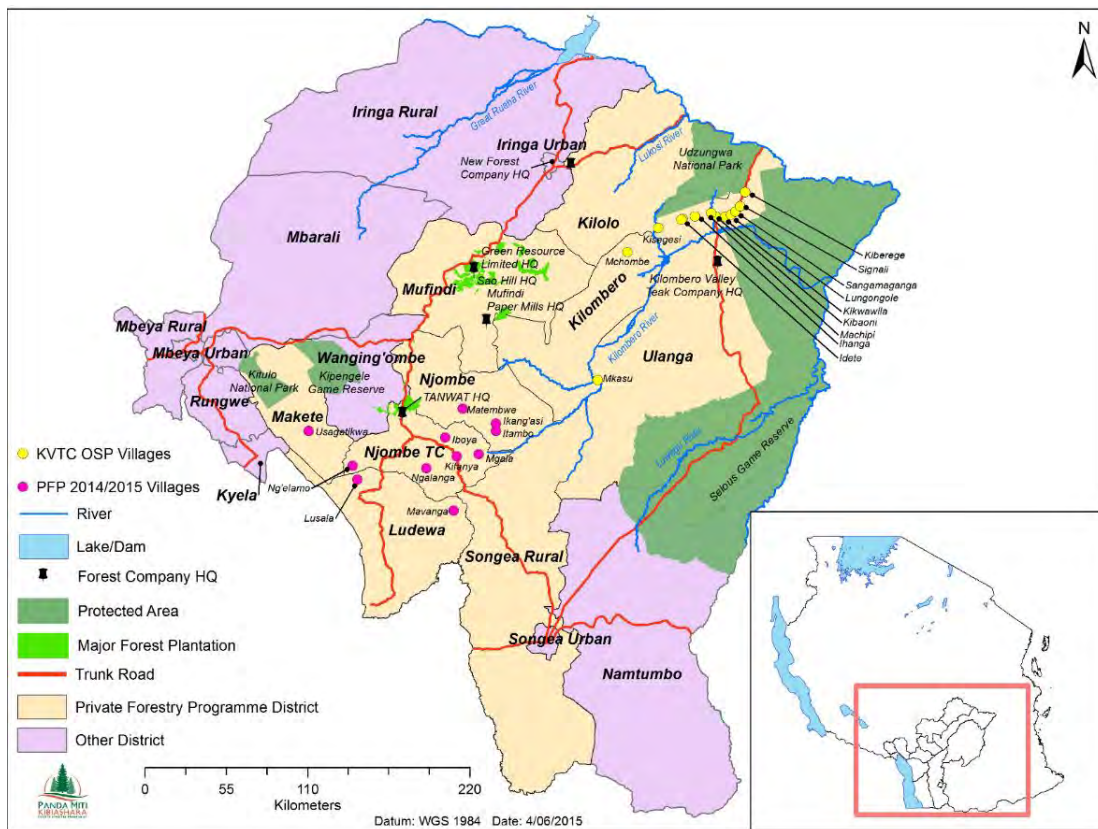 N
Iringa Rural
Great Ruaha River
Iringa Urban
New Forest
Company HQ
Lukosi River
Udzungwa
National Park
Mbarali
Kilolo
Kisegesi
Mchombe
Kiberege
Signali
Sangamaganga
Lungongole
Kikwawila
Kibaoni
Machipi
Ihanga
Idete
Green Resource
Limited HQ
Sao Hill HQ
Mufindi
Mufindi
Paper Mills HQ
Kilombero
Kilombero Valley
Teak Company HQ
Kilombero River
Ulanga
Mbeya Rural
Mbeya Urban
Wanging'ombe
Kitulo
National Park
Kipengele
Game Reserve
Rungwe
Njombe
TANWAT HQ
Mkasu
Makete
Matembwe
Ikang'asi
Itambo
Usagatikwa
Iboya
Njombe TC
Kifanya
Mgala
Ng'elamo
Ngalanga
Kyela
Lusala
Mavanga
Ludewa
Selous Game Reserve
Songea Rural
Songea Urban
Namtumbo
KVTC OSP Villages
PFP 2014/2015 Villages
River
Lake/Dam
Forest Company HQ
Protected Area
Major Forest Plantation
Trunk Road
Private Forestry Programme District
Other District
PANDA MITI
KIBIASHARA
0 55 110 220
Kilometers
Datum: WGS 1984 Date: 4/06/2015